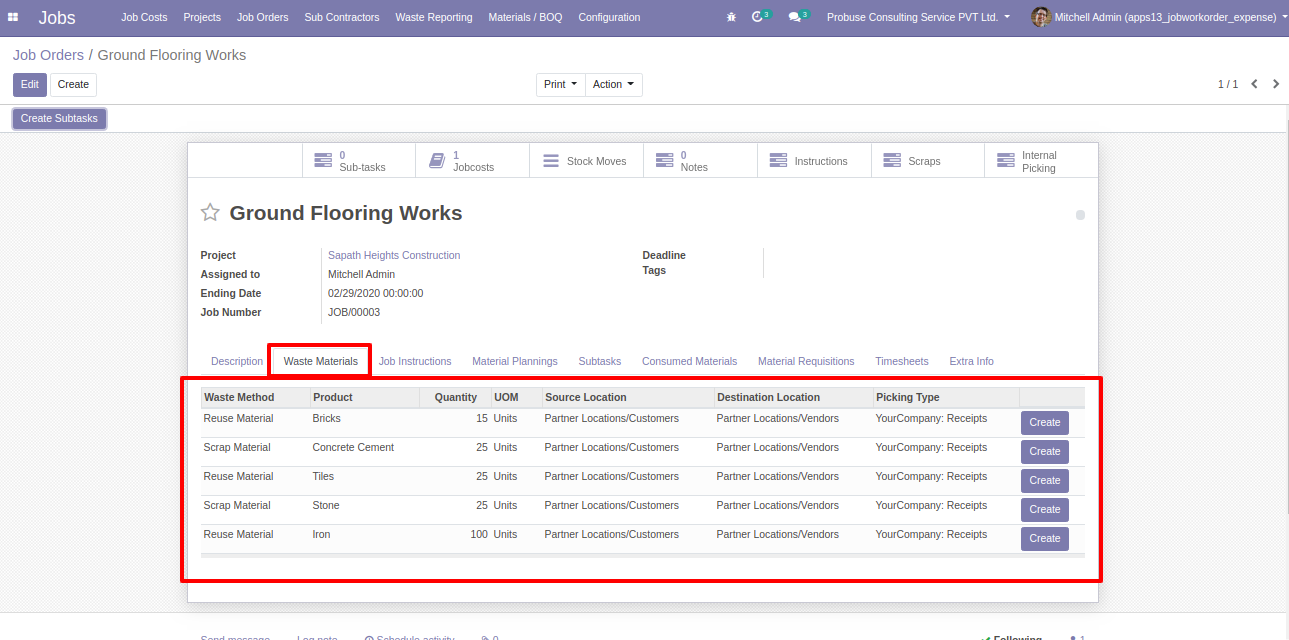 Jobs Job Costs Projects Job Orders Sub Contractors Waste Reporting Materials / BOQ Configuration 3 3 Probuse Consulting Service PVT Ltd. Mitchell Admin (apps13_jobworkorder_expense)
Job Orders / Ground Flooring Works
Edit Create Print Action 1 / 1
Create Subtasks
0 Sub-tasks
1 Jobcosts
Stock Moves
0 Notes
Instructions
Scraps
Internal Picking
Ground Flooring Works
Project Sapath Heights Construction Deadline
Assigned to Mitchell Admin Tags
Ending Date 02/29/2020 00:00:00
Job Number JOB/00003
Description Waste Materials Job Instructions Material Plannings Subtasks Consumed Materials Material Requisitions Timesheets Extra Info
Waste Method Product Quantity UOM Source Location Destination Location Picking Type
Reuse Material Bricks 15 Units Partner Locations/Customers Partner Locations/Vendors YourCompany: Receipts Create
Scrap Material Concrete Cement 25 Units Partner Locations/Customers Partner Locations/Vendors YourCompany: Receipts Create
Reuse Material Tiles 25 Units Partner Locations/Customers Partner Locations/Vendors YourCompany: Receipts Create
Scrap Material Stone 25 Units Partner Locations/Customers Partner Locations/Vendors YourCompany: Receipts Create
Reuse Material Iron 100 Units Partner Locations/Customers Partner Locations/Vendors YourCompany: Receipts Create
Send message Log note Schedule activity 0 Following 1